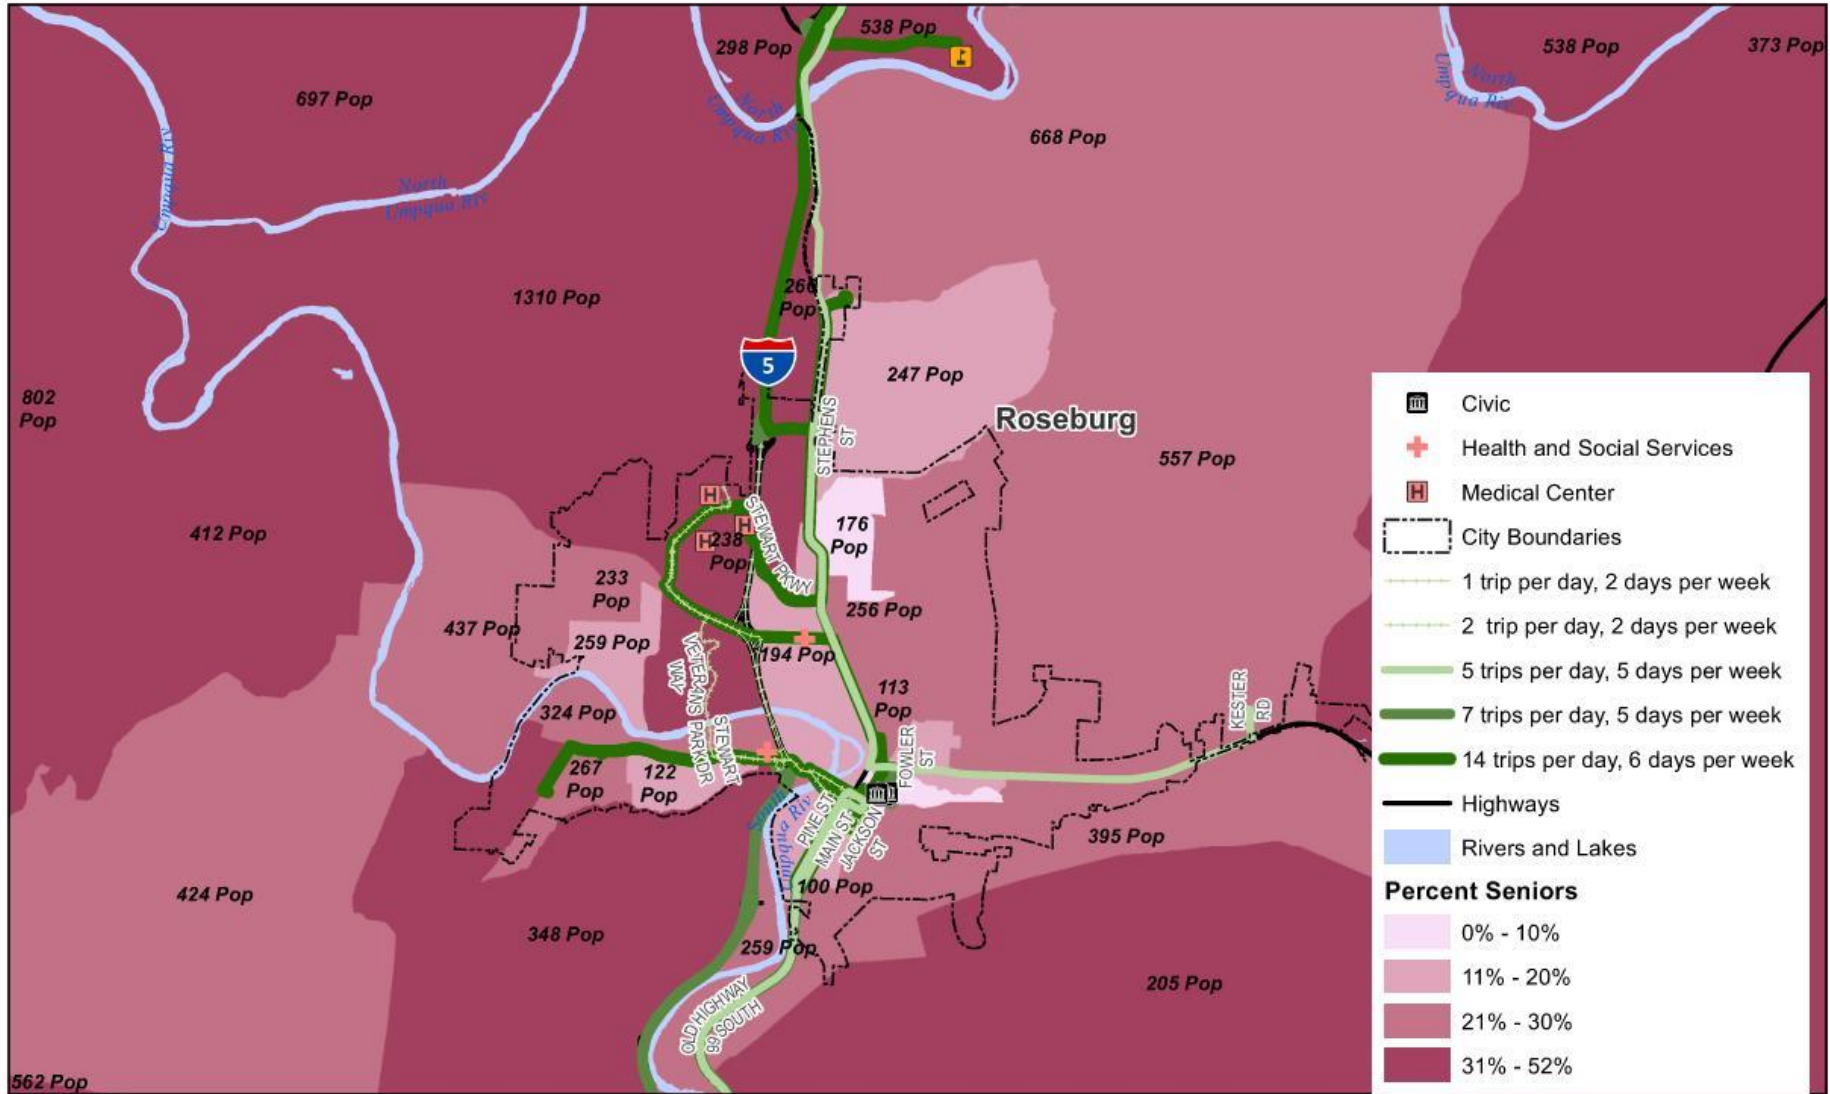 538 Pop
298 Pop
538 Pop
373 Pop
697 Pop
North
Umpqua Riv
North
Umpqua Riv
668 Pop
Umpqua Riv
North
Umpqua Riv
1310 Pop
266
Pop
5
247 Pop
802
Pop
STEPHENS
ST
Roseburg
557 Pop
412 Pop
H
H
H
238
Pop
STEWART PKWY
176
Pop
233
Pop
256 Pop
437 Pop
259 Pop
194 Pop
VETERANS
WAY
113
Pop
KESTER
RD
324 Pop
STEWART
PARK DR
FOWLER
ST
267
Pop
122
Pop
South
Umpqua Riv
PINE ST
MAIN ST
JACKSON
ST
395 Pop
424 Pop
100 Pop
348 Pop
259 Pop
205 Pop
OLD HIGHWAY
99 SOUTH
562 Pop
Civic
Health and Social Services
H Medical Center
City Boundaries
1 trip per day, 2 days per week
2 trip per day, 2 days per week
5 trips per day, 5 days per week
7 trips per day, 5 days per week
14 trips per day, 6 days per week
Highways
Rivers and Lakes
Percent Seniors
0% - 10%
11% - 20%
21% - 30%
31% - 52%